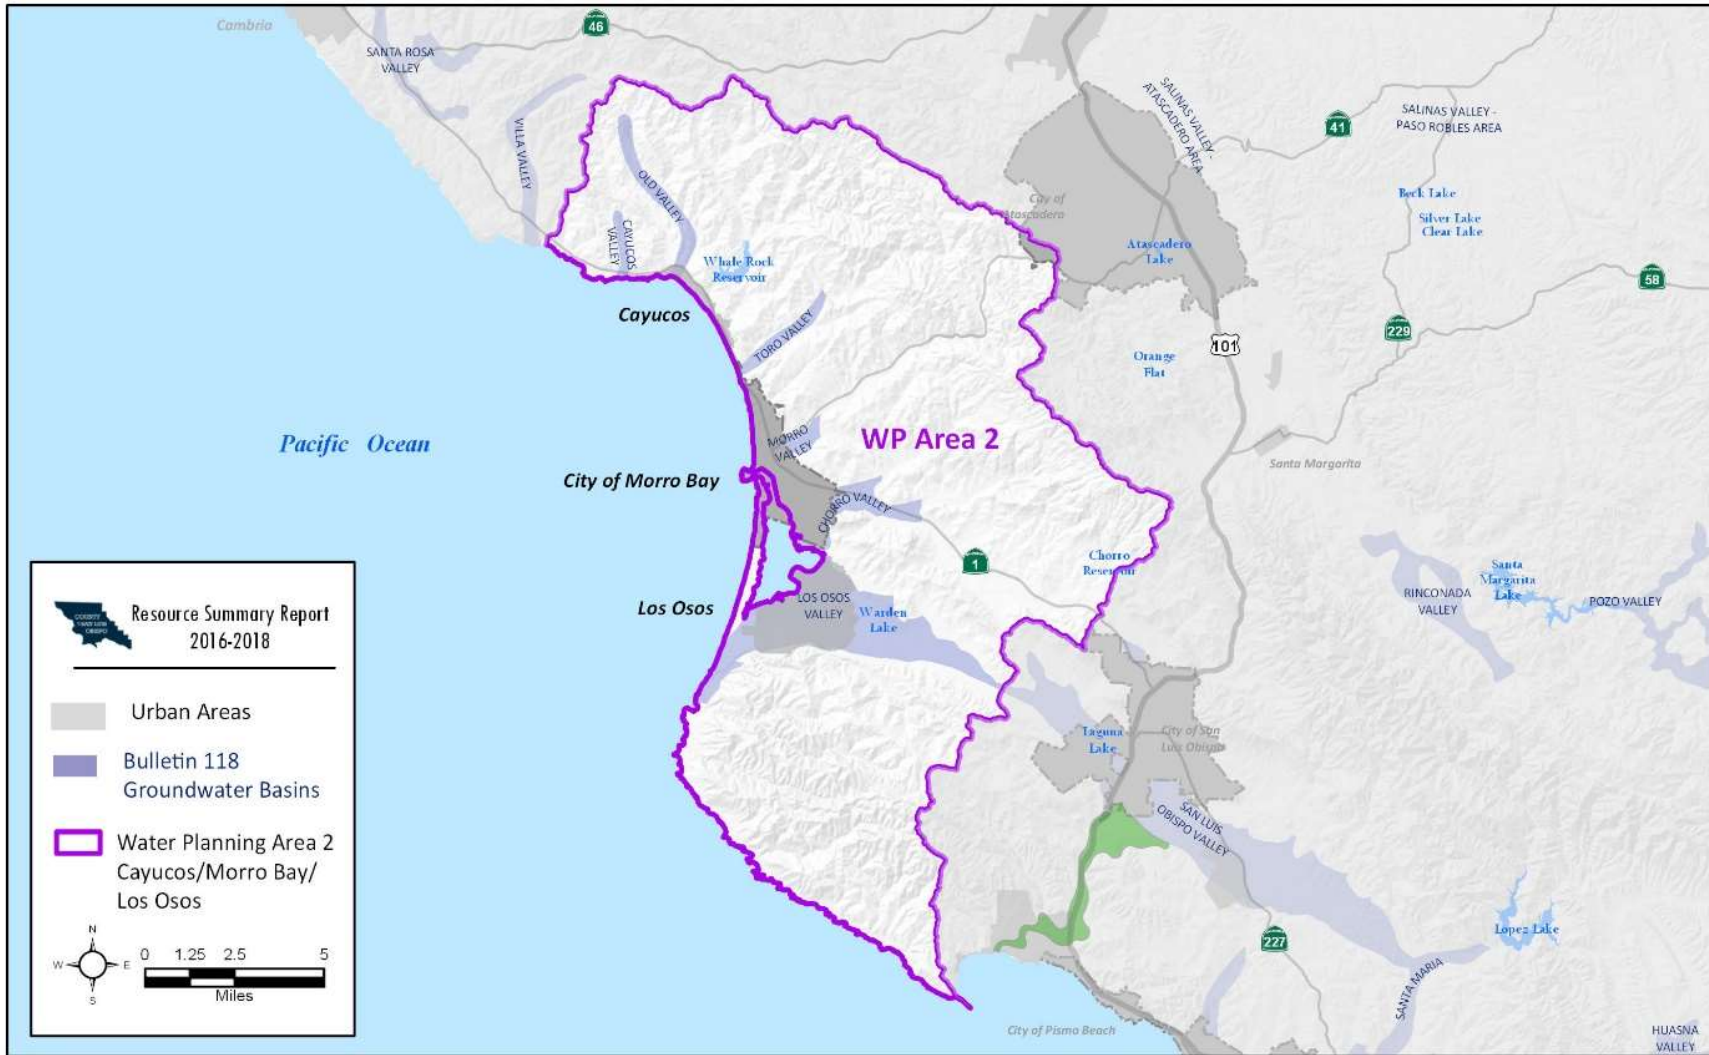 Cambria
46
SANTA ROSA
VALLEY
VILLA VALLEY
OLD VALLEY
CAYUCOS
VALLEY
Whale Rock
Reservoir
Cayucos
TORO VALLEY
SALINAS VALLEY -
ATASCADERO AREA
41
SALINAS VALLEY -
PASO ROBLES AREA
Beck Lake
Silver Lake
Clear Lake
City of
Atascadero
Atascadero
Lake
58
229
101
Orange
Flat
Pacific Ocean
MORRO
VALLEY
WP Area 2
Santa Margarita
City of Morro Bay
CHORRO VALLEY
1
Chorro
Reservoir
Santa
Margarita
Lake
RINCONADA
VALLEY
POZO VALLEY
Los Osos
LOS OSOS
VALLEY
Warden
Lake
Laguna
Lake
City of San
Luis Obispo
SAN LUIS
OBISPO VALLEY
Lopez Lake
227
SANTA MARIA
City of Pismo Beach
HUASNA
VALLEY
COUNTY
OF SAN LUIS
OBISPO
Resource Summary Report
2016-2018
Urban Areas
Bulletin 118
Groundwater Basins
Water Planning Area 2
Cayucos/Morro Bay/
Los Osos
N
W E
S
0 1.25 2.5 5
Miles